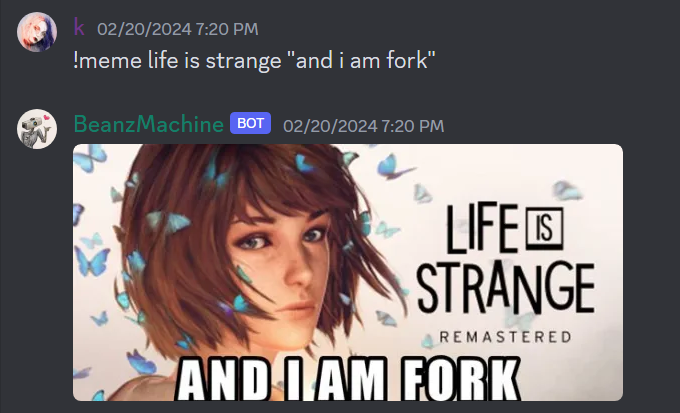 k 02/20/2024 7:20 PM
!meme life is strange "and i am fork"
BeanzMachine BOT 02/20/2024 7:20 PM
LIFE IS
STRANGE
REMASTERED
AND I AM FORK